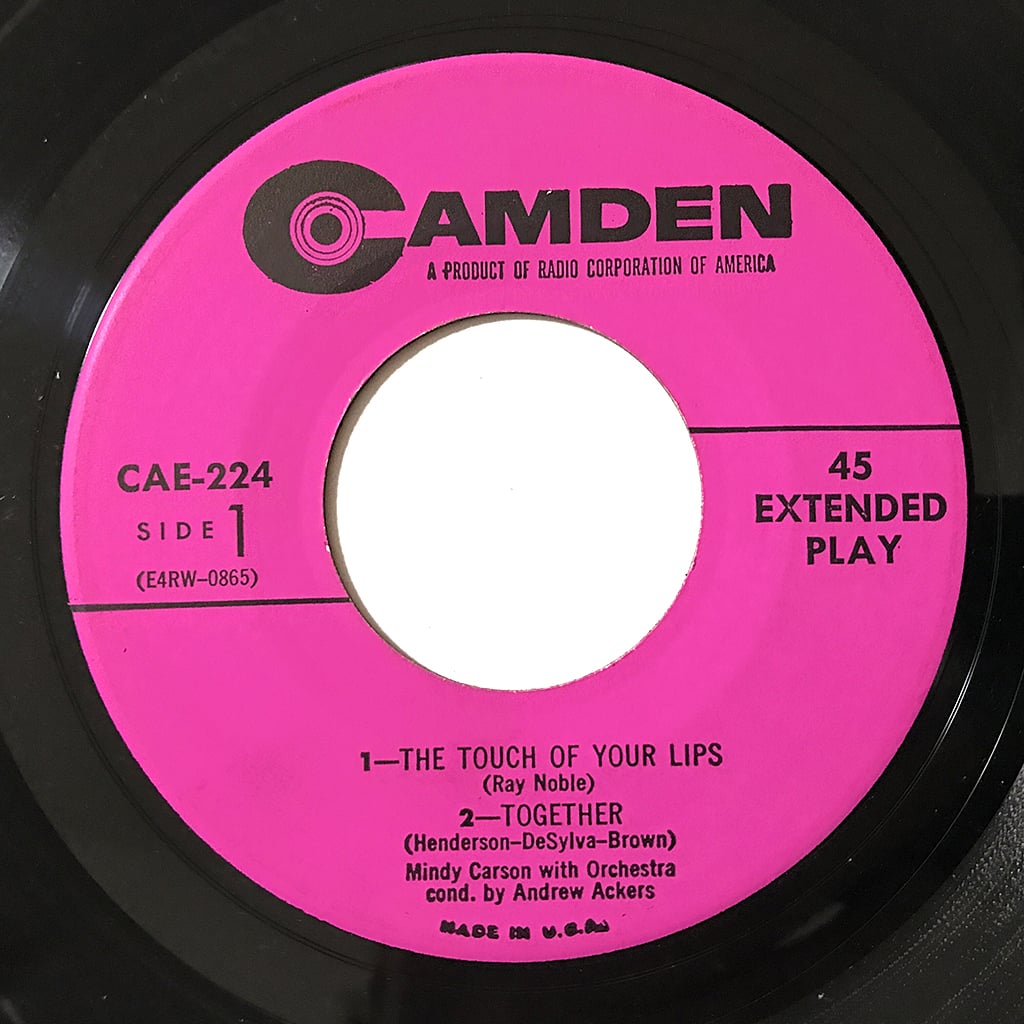 CAMDEN
A PRODUCT OF RADIO CORPORATION OF AMERICA
CAE-224
SIDE 1
(E4RW-0865)
45
EXTENDED
PLAY
1—THE TOUCH OF YOUR LIPS
(Ray Noble)
2—TOGETHER
(Henderson-DeSylva-Brown)
Mindy Carson with Orchestra
cond. by Andrew Ackers
MADE IN U.S.A.